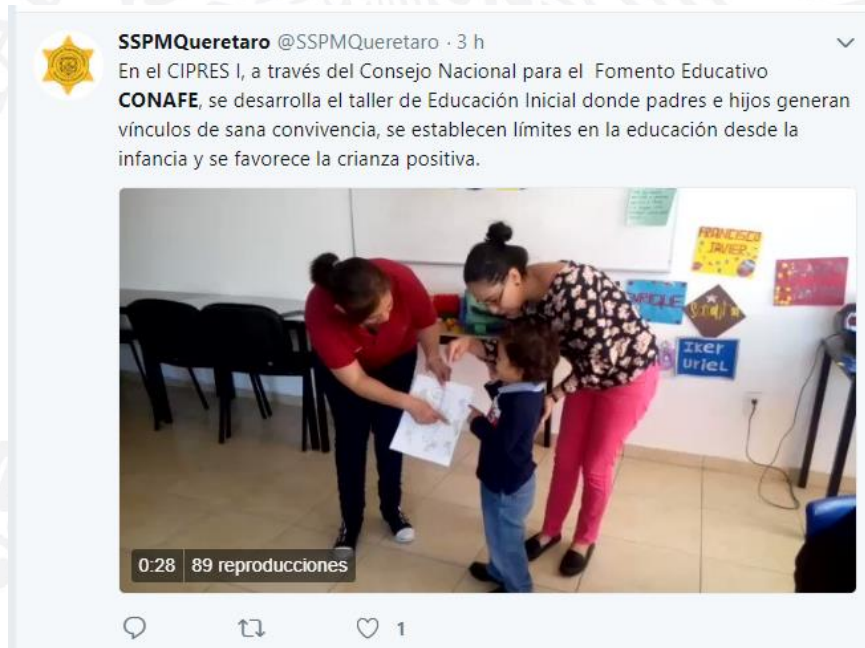 SSPMQueretaro @SSPMQueretaro · 3 h
En el CIPRES I, a través del Consejo Nacional para el Fomento Educativo
CONAFE, se desarrolla el taller de Educación Inicial donde padres e hijos generan
vínculos de sana convivencia, se establecen límites en la educación desde la
infancia y se favorece la crianza positiva.
FRANCISCO
JAVIER
IKer
uriel
0:28 89 reproducciones
1